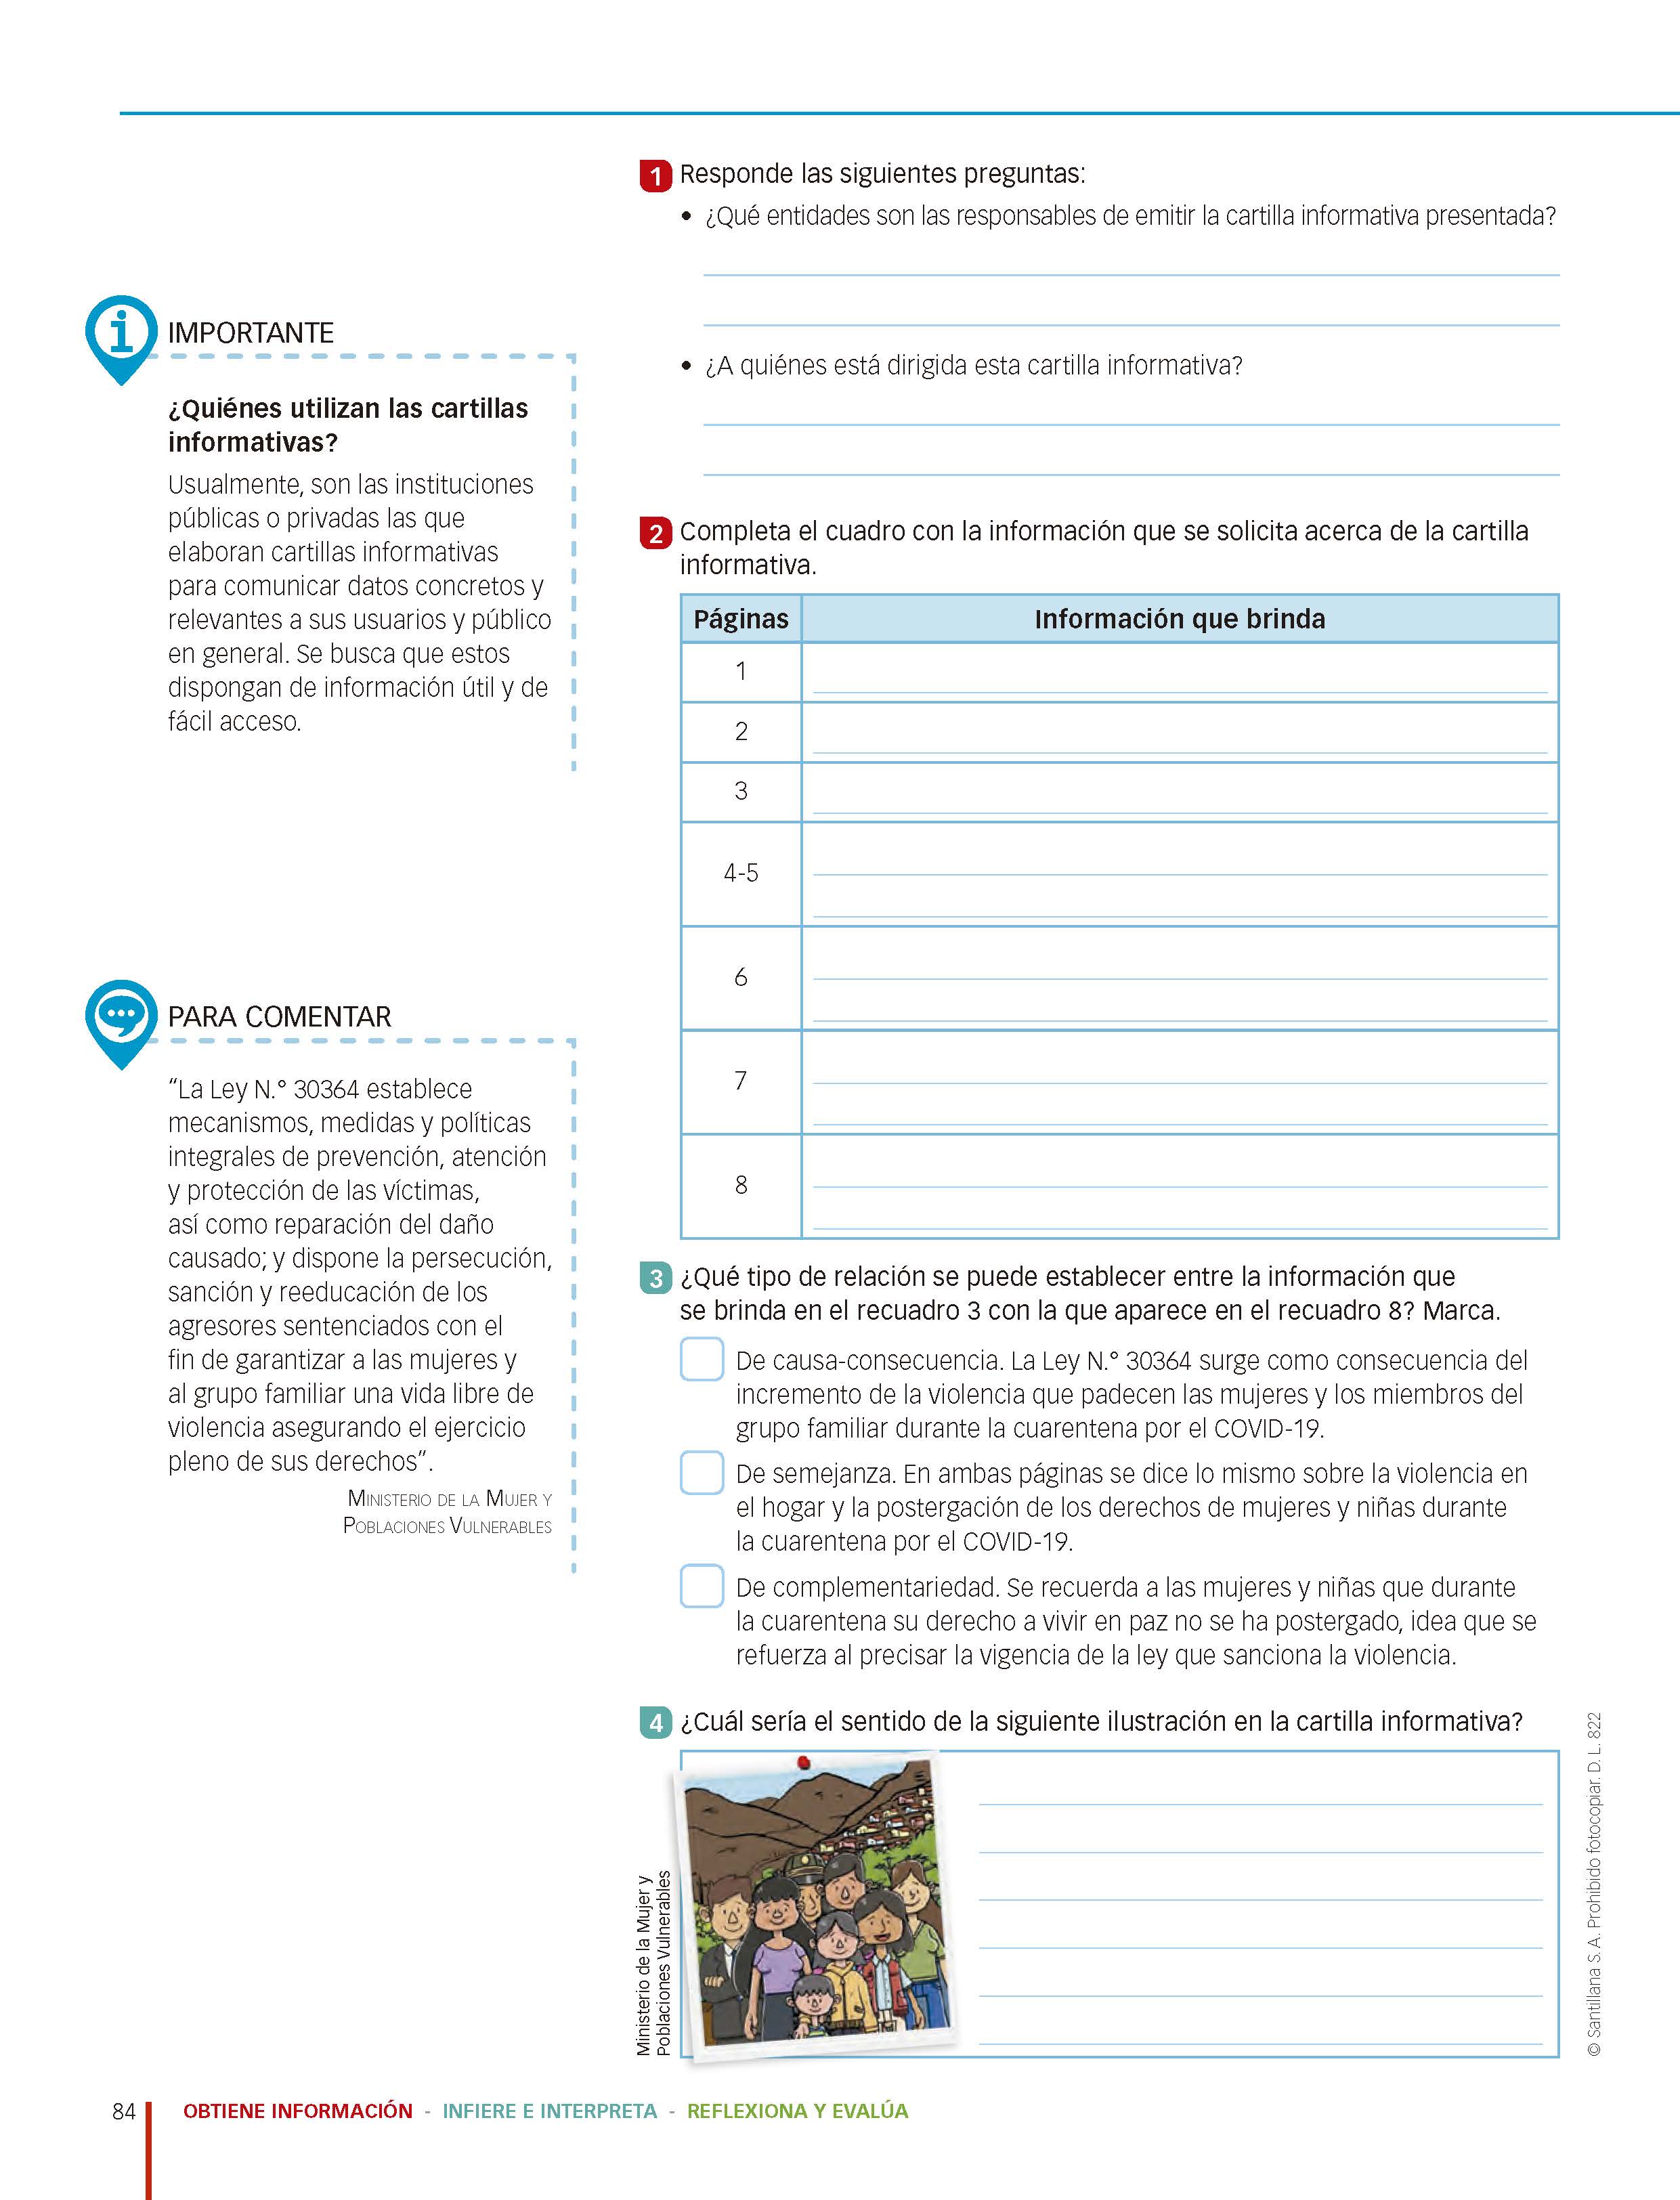 1 Responde las siguientes preguntas:
• ¿Qué entidades son las responsables de emitir la cartilla informativa presentada?
• ¿A quiénes está dirigida esta cartilla informativa?
IMPORTANTE
¿Quiénes utilizan las cartillas
informativas?
Usualmente, son las instituciones
públicas o privadas las que
elaboran cartillas informativas
para comunicar datos concretos y
relevantes a sus usuarios y público
en general. Se busca que estos
dispongan de información útil y de
fácil acceso.
2 Completa el cuadro con la información que se solicita acerca de la cartilla
informativa.
Páginas Información que brinda
1
2
3
4-5
6
7
8
PARA COMENTAR
“La Ley N.° 30364 establece
mecanismos, medidas y políticas
integrales de prevención, atención
y protección de las víctimas,
así como reparación del daño
causado; y dispone la persecución,
sanción y reeducación de los
agresores sentenciados con el
fin de garantizar a las mujeres y
al grupo familiar una vida libre de
violencia asegurando el ejercicio
pleno de sus derechos”.
Ministerio de la Mujer y
Poblaciones Vulnerables
3 ¿Qué tipo de relación se puede establecer entre la información que
se brinda en el recuadro 3 con la que aparece en el recuadro 8? Marca.
De causa-consecuencia. La Ley N.° 30364 surge como consecuencia del
incremento de la violencia que padecen las mujeres y los miembros del
grupo familiar durante la cuarentena por el COVID-19.
De semejanza. En ambas páginas se dice lo mismo sobre la violencia en
el hogar y la postergación de los derechos de mujeres y niñas durante
la cuarentena por el COVID-19.
De complementariedad. Se recuerda a las mujeres y niñas que durante
la cuarentena su derecho a vivir en paz no se ha postergado, idea que se
refuerza al precisar la vigencia de la ley que sanciona la violencia.
4 ¿Cuál sería el sentido de la siguiente ilustración en la cartilla informativa?
Ministerio de la Mujer y
Poblaciones Vulnerables
© Santillana S. A. Prohibido fotocopiar. D. L. 822
84 OBTIENE INFORMACIÓN - INFIERE E INTERPRETA - REFLEXIONA Y EVALÚA